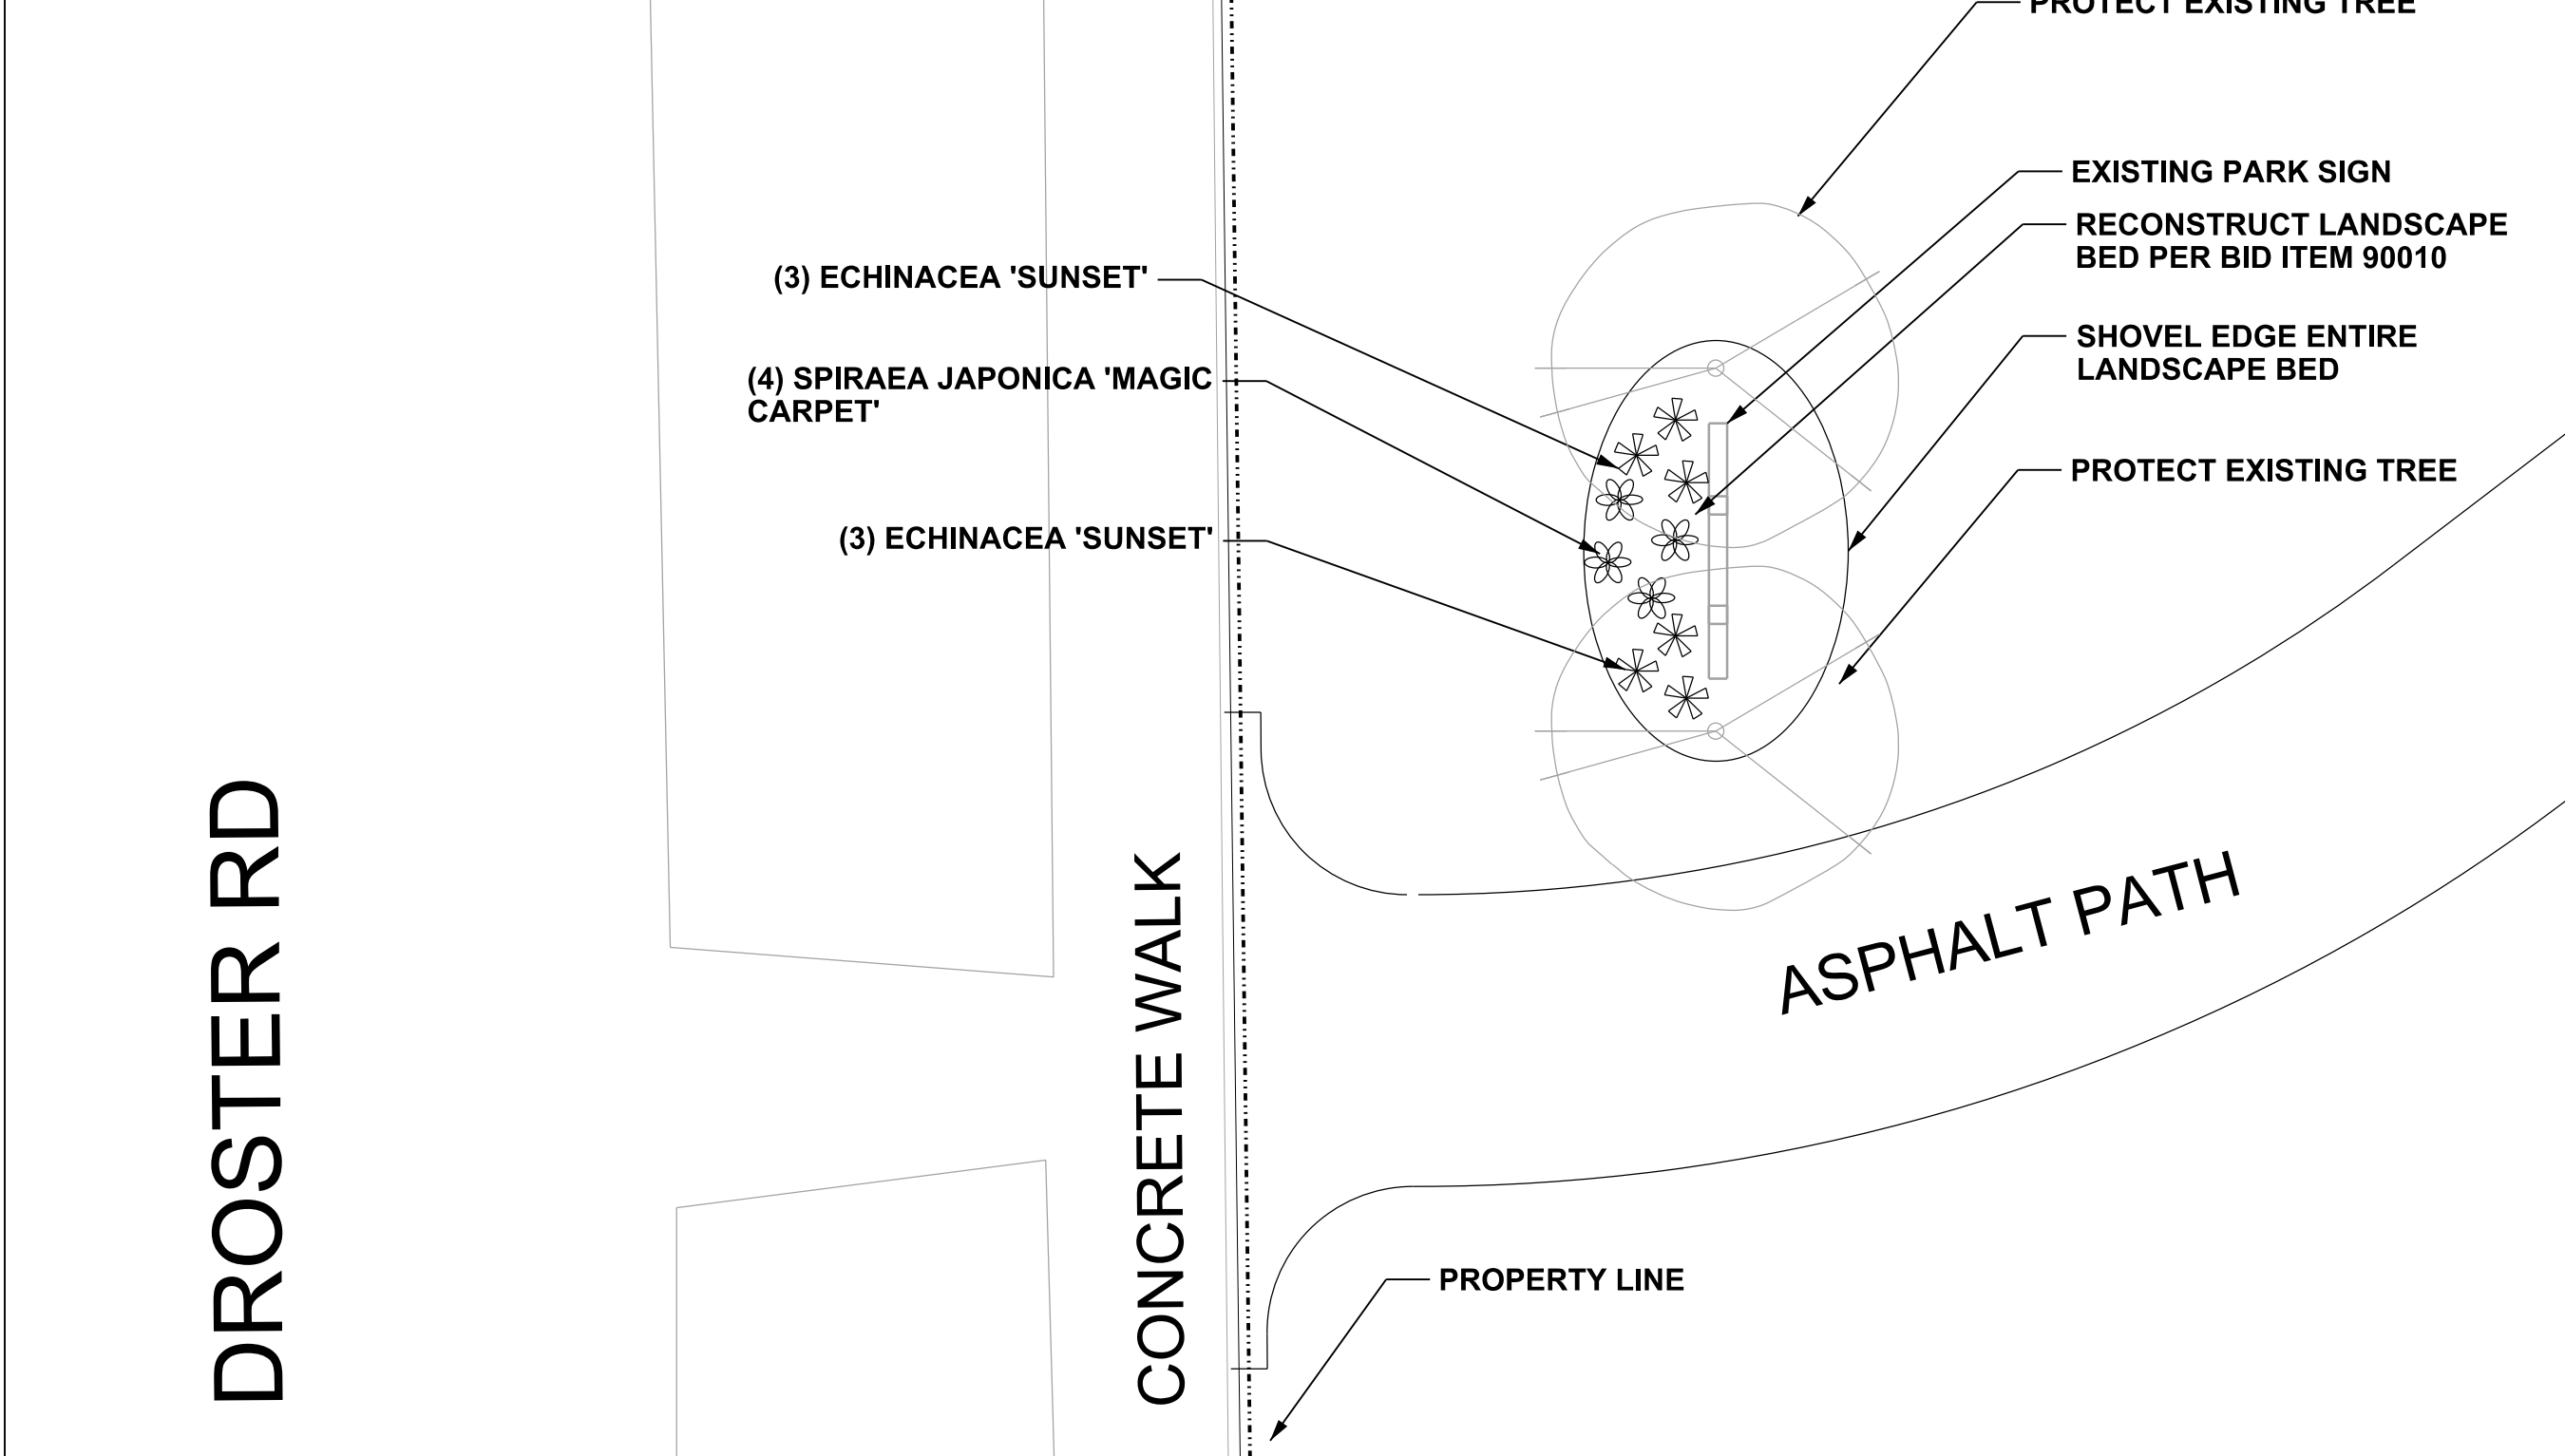 PROTECT EXISTING TREE
EXISTING PARK SIGN
RECONSTRUCT LANDSCAPE
BED PER BID ITEM 90010
(3) ECHINACEA 'SUNSET'
SHOVEL EDGE ENTIRE
LANDSCAPE BED
(4) SPIRAEA JAPONICA 'MAGIC
CARPET'
PROTECT EXISTING TREE
(3) ECHINACEA 'SUNSET'
DROSTER RD
CONCRETE WALK
ASPHALT PATH
PROPERTY LINE